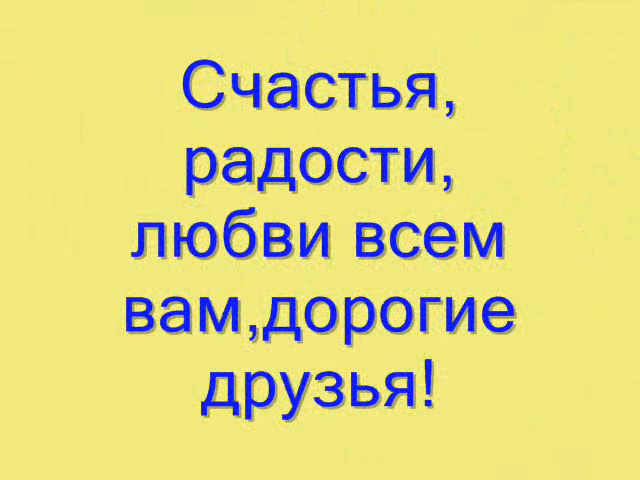 Счастья,
радости,
любви всем
вам,дорогие
друзья!